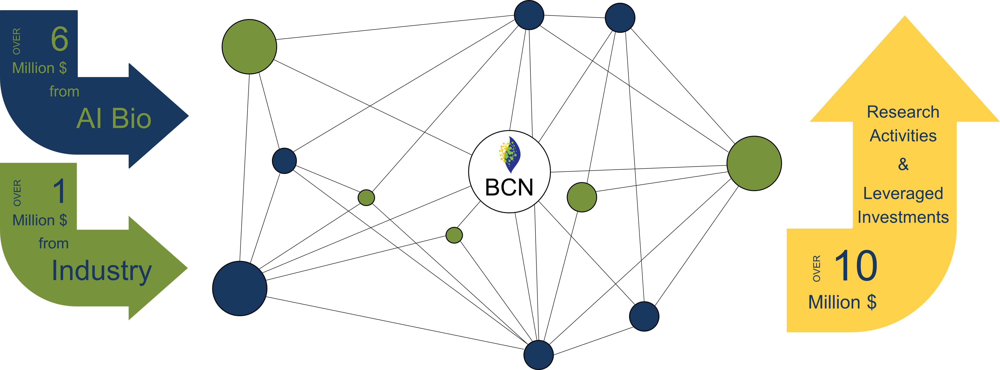 OVER 6
Million $
from
AI Bio
OVER 1
Million $
from
Industry
BCN
Research
Activities
&
Leveraged
Investments
OVER 10
Million $